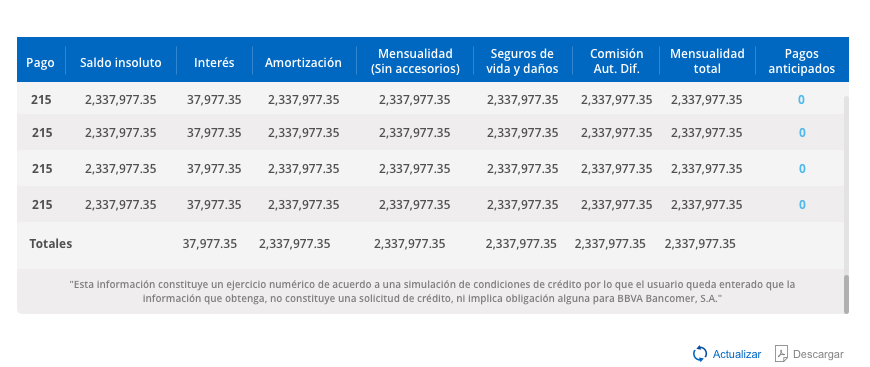 Pago Saldo insoluto Interés Amortización Mensualidad (Sin accesorios) Seguros de vida y daños Comisión Aut. Dif. Mensualidad total Pagos anticipados
215 2,337,977.35 37,977.35 2,337,977.35 2,337,977.35 2,337,977.35 2,337,977.35 2,337,977.35 0
215 2,337,977.35 37,977.35 2,337,977.35 2,337,977.35 2,337,977.35 2,337,977.35 2,337,977.35 0
215 2,337,977.35 37,977.35 2,337,977.35 2,337,977.35 2,337,977.35 2,337,977.35 2,337,977.35 0
215 2,337,977.35 37,977.35 2,337,977.35 2,337,977.35 2,337,977.35 2,337,977.35 2,337,977.35 0
Totales 37,977.35 2,337,977.35 2,337,977.35 2,337,977.35 2,337,977.35 2,337,977.35
"Esta información constituye un ejercicio numérico de acuerdo a una simulación de condiciones de crédito por lo que el usuario queda enterado que la
información que obtenga, no constituye una solicitud de crédito, ni implica obligación alguna para BBVA Bancomer, S.A."
Actualizar Descargar